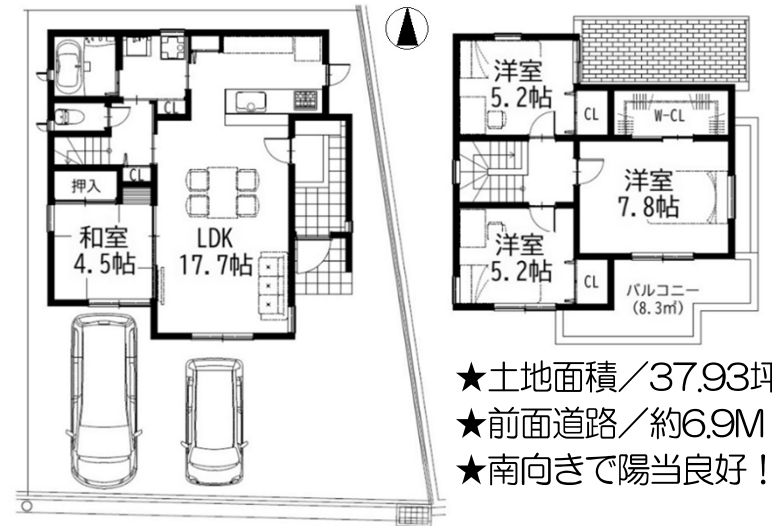 CL
押入
CL
和室
4.5帖
LDK
17.7帖
洋室
5.2帖
CL
W-CL
洋室
7.8帖
洋室
5.2帖
CL
バルコニー
(8.3㎡)
★土地面積／37.93坪
★前面道路／約6.9M
★南向きで陽当良好！